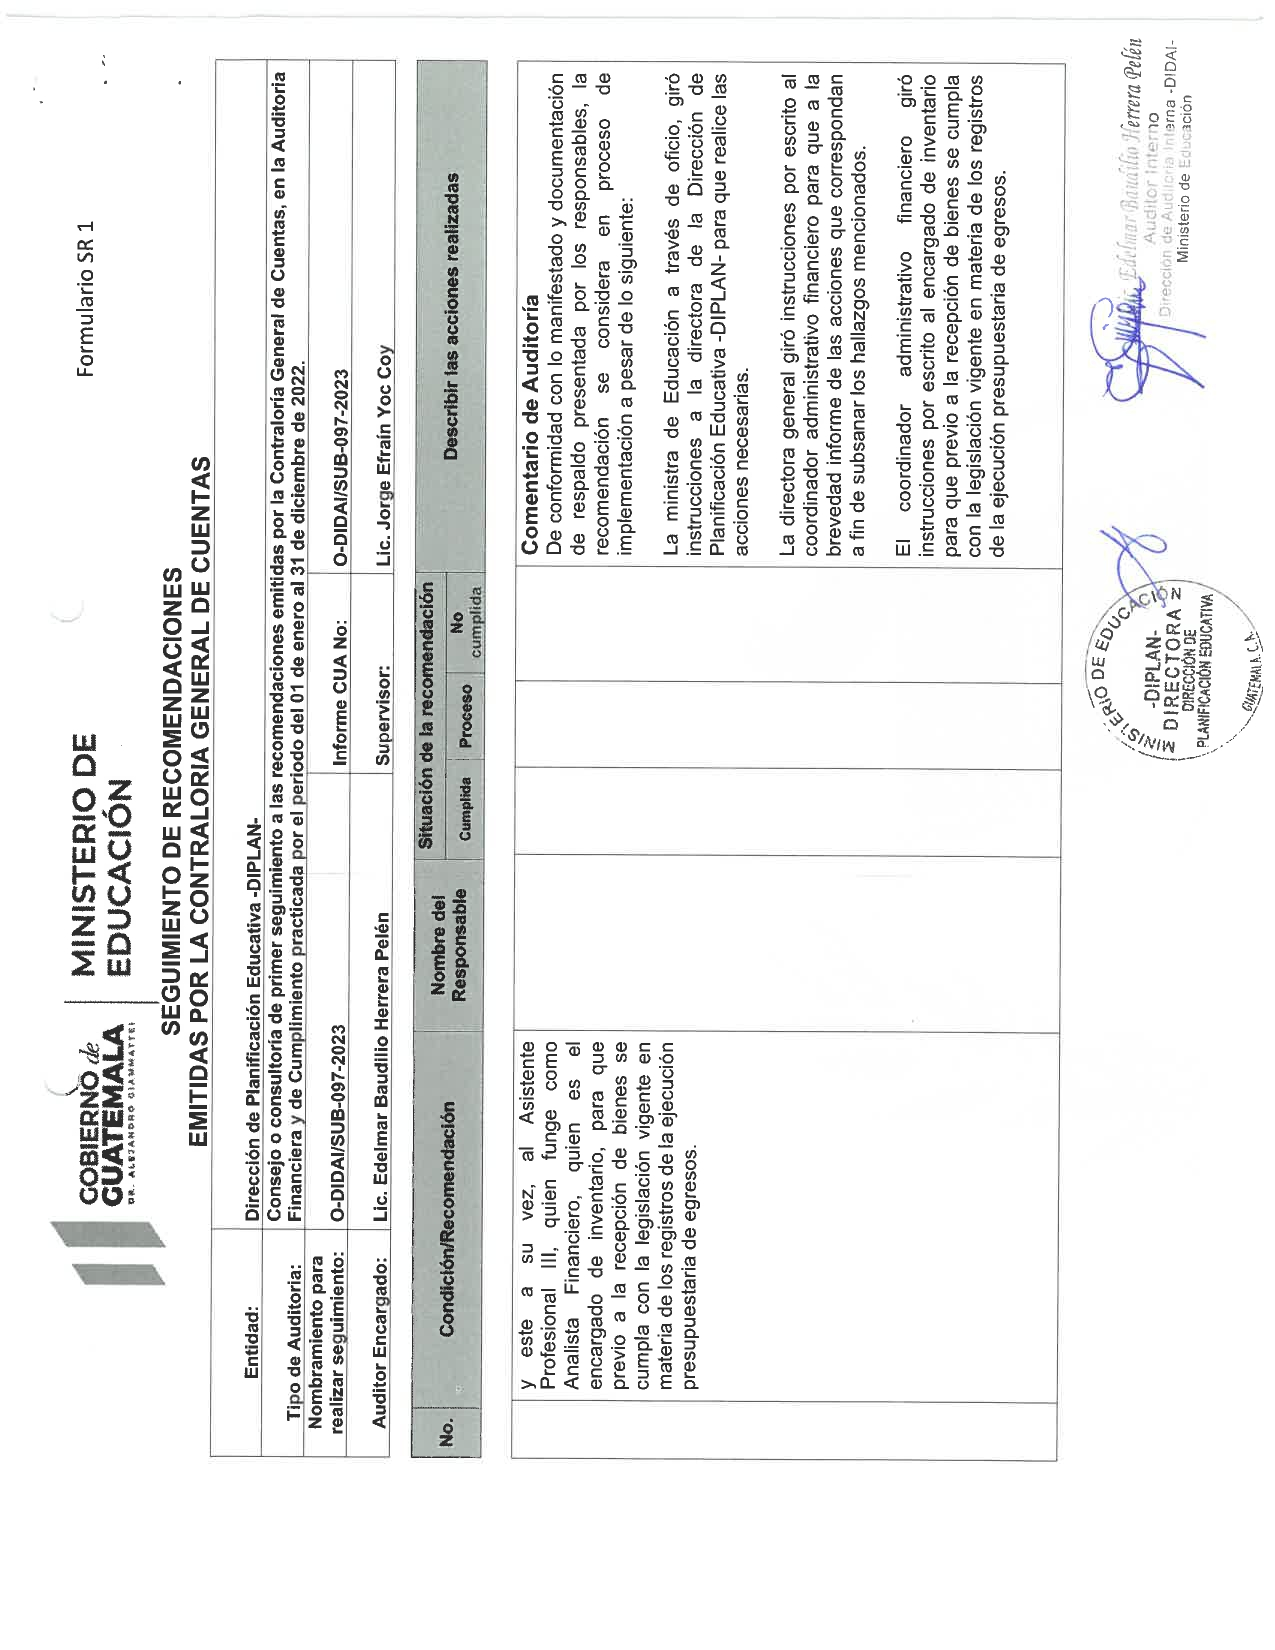 Formulario SR 1
GOBIERNO de
GUATEMALA
DR. ALEJANDRO GIAMMATTEI
MINISTERIO DE
EDUCACIÓN
SEGUIMIENTO DE RECOMENDACIONES
EMITIDAS POR LA CONTRALORIA GENERAL DE CUENTAS
Entidad: Dirección de Planificación Educativa -DIPLAN-
Tipo de Auditoria: Consejo o consultoría de primer seguimiento a las recomendaciones emitidas por la Contraloría General de Cuentas, en la Auditoria
Financiera y de Cumplimiento practicada por el periodo del 01 de enero al 31 de diciembre de 2022.
Nombramiento para
realizar seguimiento: O-DIDAI/SUB-097-2023 Informe CUA No: O-DIDAI/SUB-097-2023
Auditor Encargado: Lic. Edelmar Baudilio Herrera Pelén Supervisor: Lic. Jorge Efraín Yoc Coy
No. Condición/Recomendación Nombre del
Responsable
Situación de la recomendación
Cumplida Proceso No
cumplida
Describir las acciones realizadas
y este a su vez, al Asistente
Profesional III, quien funge como
Analista Financiero, quien es el
encargado de inventario, para que
previo a la recepción de bienes se
cumpla con la legislación vigente en
materia de los registros de la ejecución
presupuestaria de egresos.
Comentario de Auditoría
De conformidad con lo manifestado y documentación
de respaldo presentada por los responsables, la
recomendación se considera en proceso de
implementación a pesar de lo siguiente:
La ministra de Educación a través de oficio, giró
instrucciones a la directora de la Dirección de
Planificación Educativa -DIPLAN- para que realice las
acciones necesarias.
La directora general giró instrucciones por escrito al
coordinador administrativo financiero para que a la
brevedad informe de las acciones que correspondan
a fin de subsanar los hallazgos mencionados.
El coordinador administrativo financiero giró
instrucciones por escrito al encargado de inventario
para que previo a la recepción de bienes se cumpla
con la legislación vigente en materia de los registros
de la ejecución presupuestaria de egresos.
MINISTERIO DE EDUCACIÓN
-DIPLAN-
DIRECTORA
DIRECCIÓN DE
PLANIFICACIÓN EDUCATIVA
GUATEMALA. C.A.
Edelmar Baudilio Herrera Pelén
Auditor Interno
Dirección de Auditoría Interna -DIDAI-
Ministerio de Educación